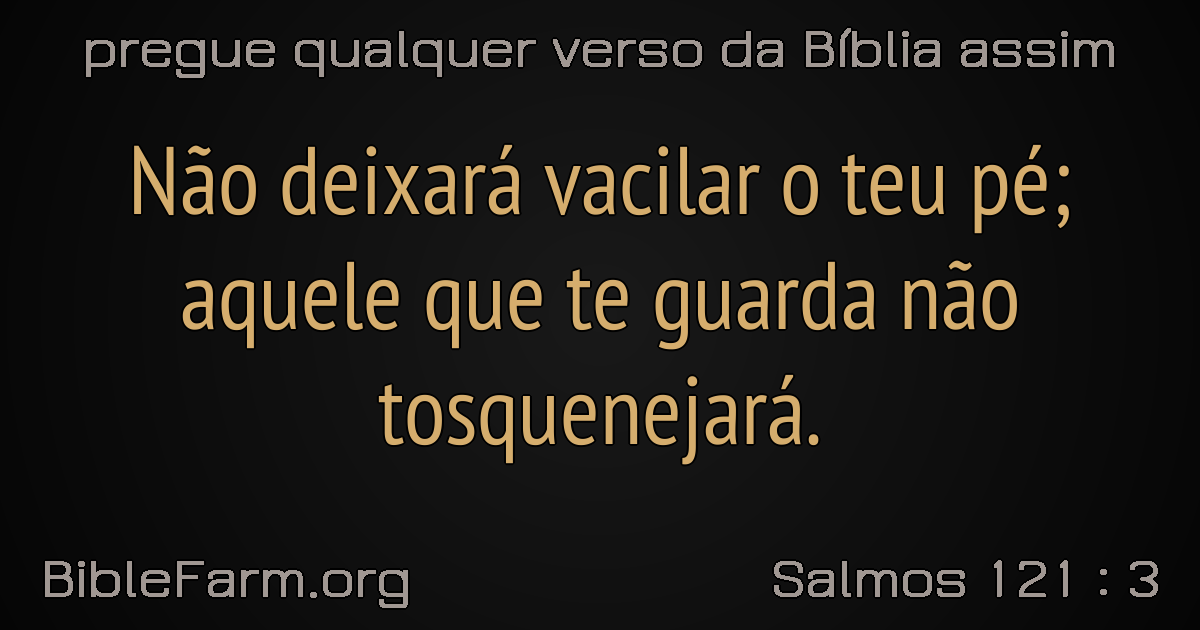 pregue qualquer verso da Bíblia assim
Não deixará vacilar o teu pé;
aquele que te guarda não
tosquenejará.
BibleFarm.org
Salmos 121 : 3